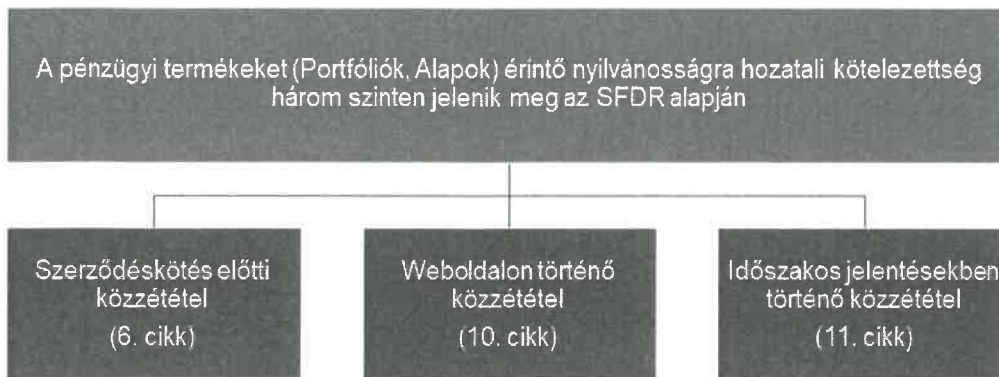 A pénzügyi termékeket (Portfóliók, Alapok) érintő nyilvánosságra hozatali kötelezettség
három szinten jelenik meg az SFDR alapján
Szerződéskötés előtti
közzététel
(6. cikk)
Weboldalon történő
közzététel
(10. cikk)
Időszakos jelentésekben
történő közzététel
(11. cikk)